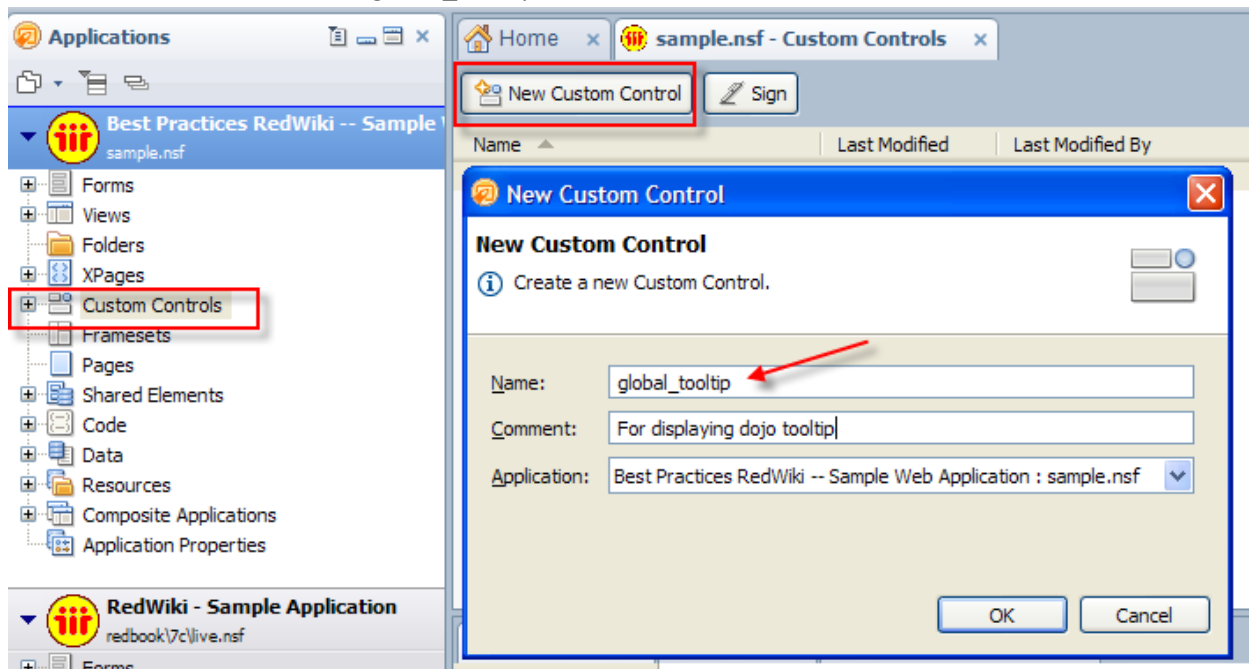 Applications
Home
sample.nsf - Custom Controls
New Custom Control
Sign
Best Practices RedWiki -- Sample
sample.nsf
Name
Last Modified
Last Modified By
Forms
Views
Folders
XPages
Custom Controls
Framesets
Pages
Shared Elements
Code
Data
Resources
Composite Applications
Application Properties
RedWiki - Sample Application
redbook\7c\live.nsf
Forms
New Custom Control
New Custom Control
Create a new Custom Control.
Name: global_tooltip
Comment: For displaying dojo tooltip
Application: Best Practices RedWiki -- Sample Web Application : sample.nsf
OK
Cancel